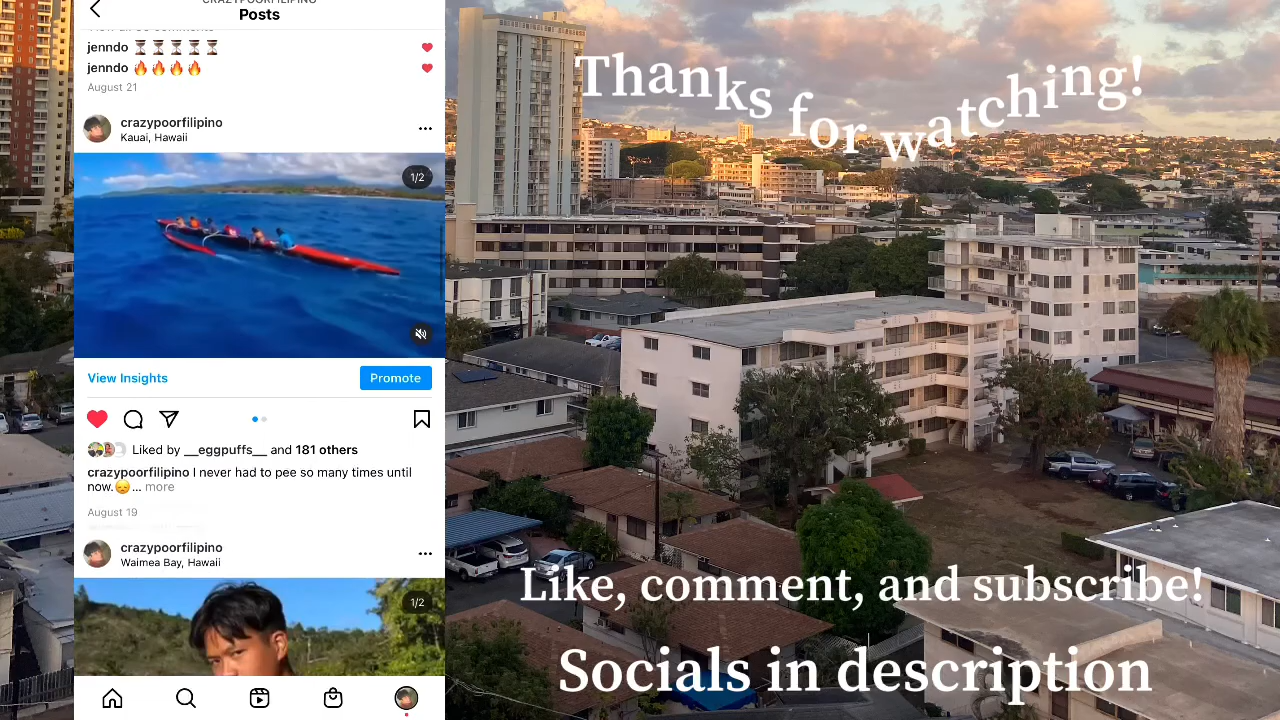 CRAZYPOORFILIPINO
Posts
jenndo ⏳⏳⏳⏳⏳
jenndo 🔥🔥🔥🔥
August 21
crazypoorfilipino
Kauai, Hawaii
1/2
View Insights
Promote
Liked by __eggpuffs__ and 181 others
crazypoorfilipino I never had to pee so many times until
now.😞... more
August 19
crazypoorfilipino
Waimea Bay, Hawaii
1/2
Thanks for watching!
Like, comment, and subscribe!
Socials in description